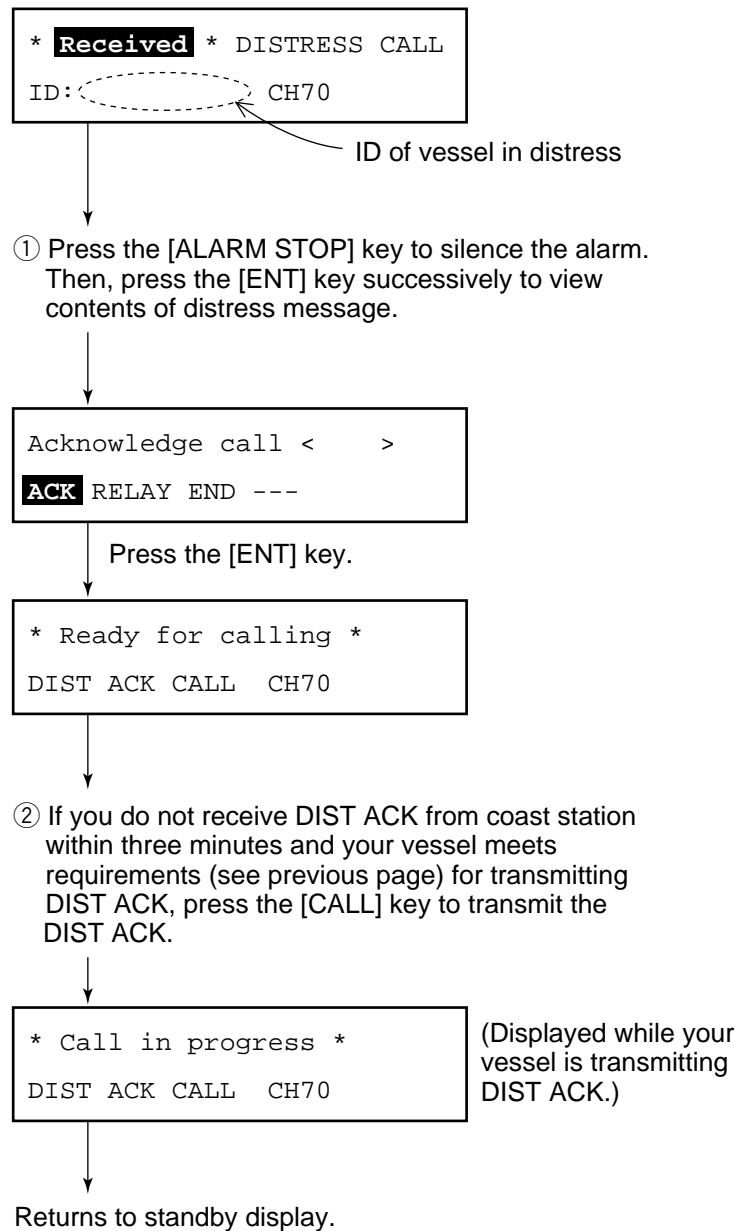 * Received * DISTRESS CALL
ID: CH70
ID of vessel in distress
① Press the [ALARM STOP] key to silence the alarm.
Then, press the [ENT] key successively to view
contents of distress message.
Acknowledge call < >
ACK RELAY END ---
Press the [ENT] key.
* Ready for calling *
DIST ACK CALL CH70
② If you do not receive DIST ACK from coast station
within three minutes and your vessel meets
requirements (see previous page) for transmitting
DIST ACK, press the [CALL] key to transmit the
DIST ACK.
* Call in progress *
DIST ACK CALL CH70
(Displayed while your
vessel is transmitting
DIST ACK.)
Returns to standby display.